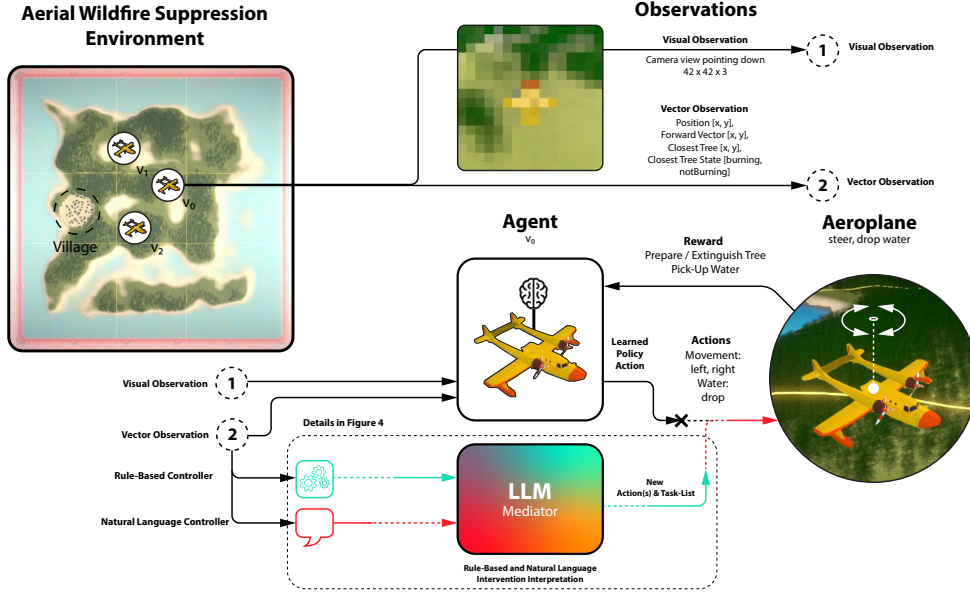 Aerial Wildfire Suppression
Environment
V1
V0
V2
Village
Observations
Visual Observation
Camera view pointing down
42 x 42 x 3
1
Visual Observation
Vector Observation
Position [x, y],
Forward Vector [x, y],
Closest Tree [x, y],
Closest Tree State [burning,
notBurning]
2
Vector Observation
Agent
V0
Reward
Prepare / Extinguish Tree
Pick-Up Water
Aeroplane
steer, drop water
Learned
Policy
Action
Actions
Movement:
left, right
Water:
drop
Visual Observation
1
Vector Observation
2
Details in Figure 4
Rule-Based Controller
Natural Language Controller
LLM
Mediator
New
Action(s) & Task-List
Rule-Based and Natural Language
Intervention Interpretation